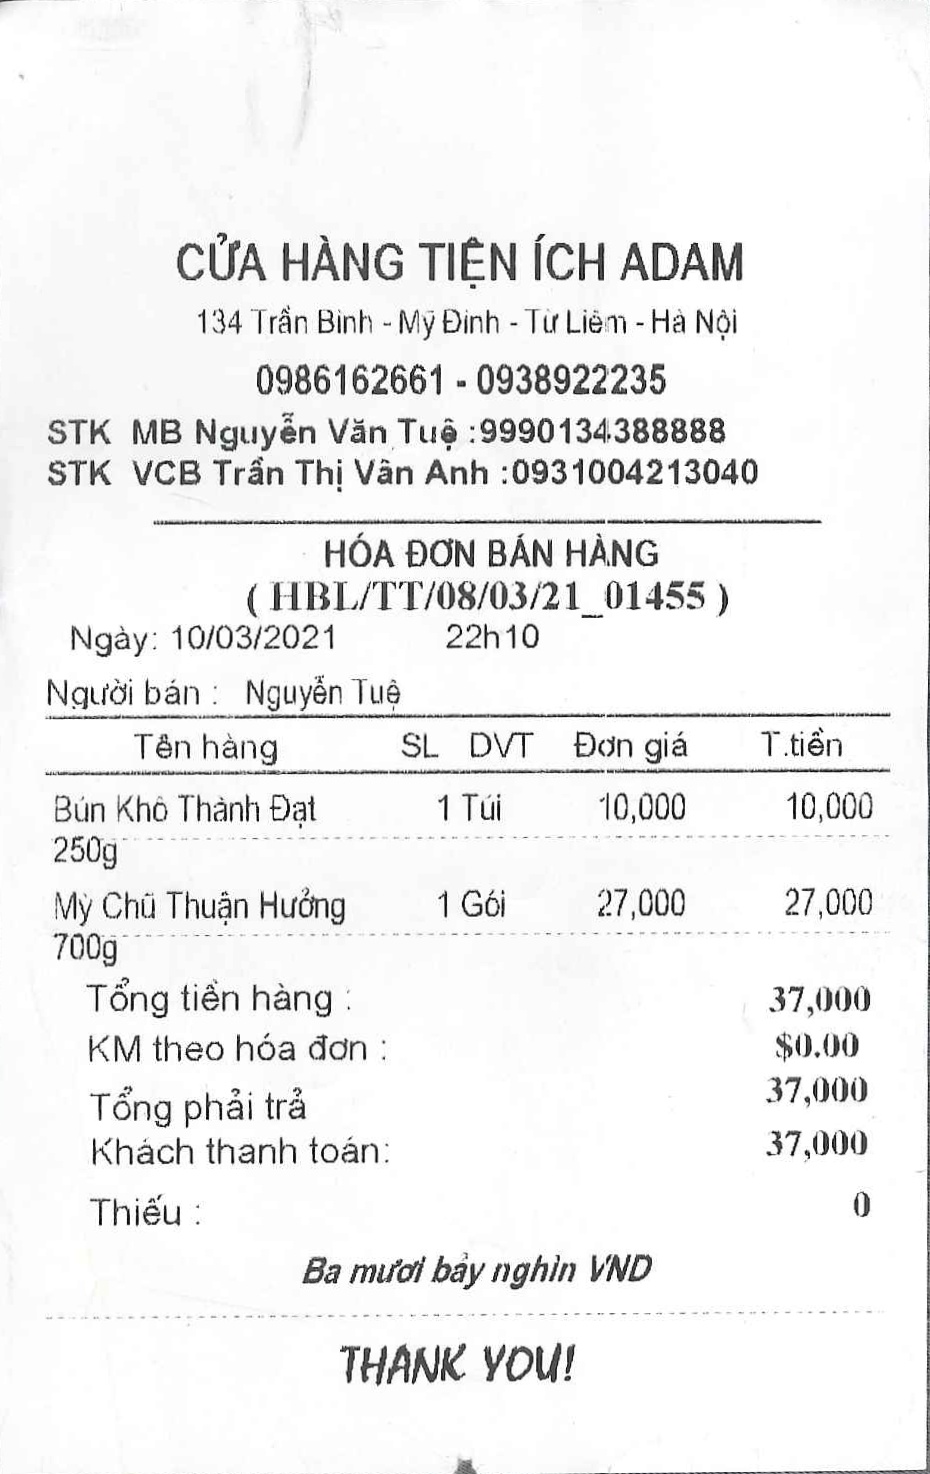 CỬA HÀNG TIỆN ÍCH ADAM
134 Trần Bình - Mỹ Đình - Từ Liêm - Hà Nội
0986162661 - 0938922235
STK MB Nguyễn Văn Tuệ :9990134388888
STK VCB Trần Thị Vân Anh :0931004213040
HÓA ĐƠN BÁN HÀNG
( HBL/TT/08/03/21_01455 )
Ngày: 10/03/2021 22h10
Người bán : Nguyễn Tuệ
Tên hàng SL DVT Đơn giá T.tiền
Bún Khô Thành Đạt 1 Túi 10,000 10,000
250g
Mỳ Chũ Thuận Hưởng 1 Gói 27,000 27,000
700g
Tổng tiền hàng : 37,000
KM theo hóa đơn : $0.00
Tổng phải trả 37,000
Khách thanh toán: 37,000
Thiếu : 0
Ba mươi bảy nghìn VND
THANK YOU!